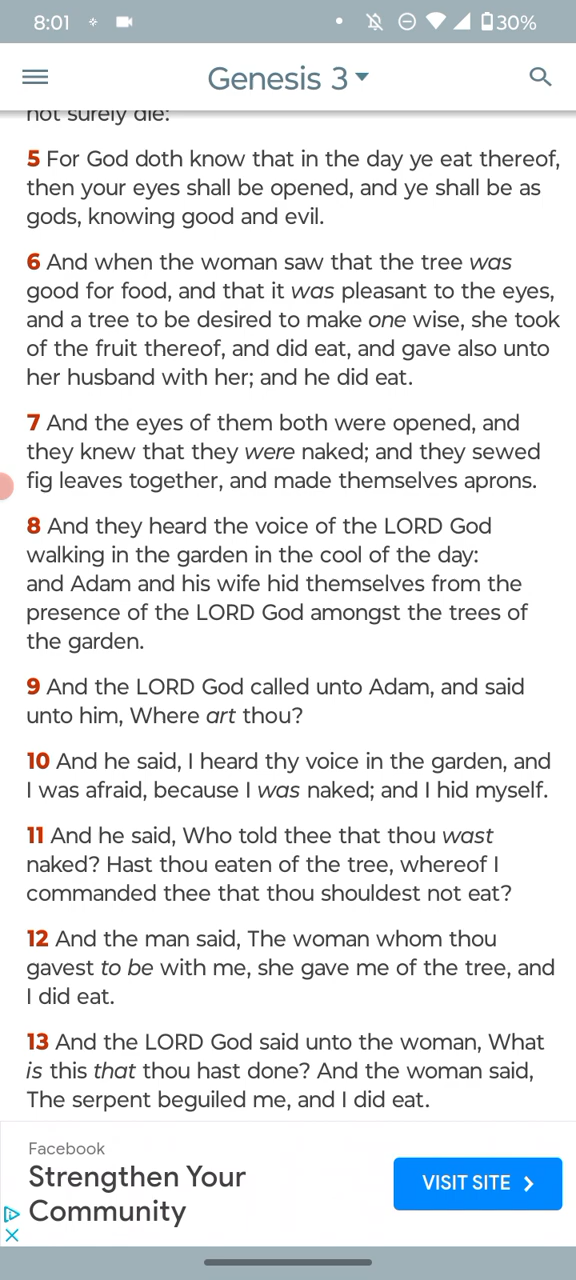 8:01
30%
Genesis 3
not surely die:
5 For God doth know that in the day ye eat thereof,
then your eyes shall be opened, and ye shall be as
gods, knowing good and evil.
6 And when the woman saw that the tree was
good for food, and that it was pleasant to the eyes,
and a tree to be desired to make one wise, she took
of the fruit thereof, and did eat, and gave also unto
her husband with her; and he did eat.
7 And the eyes of them both were opened, and
they knew that they were naked; and they sewed
fig leaves together, and made themselves aprons.
8 And they heard the voice of the LORD God
walking in the garden in the cool of the day:
and Adam and his wife hid themselves from the
presence of the LORD God amongst the trees of
the garden.
9 And the LORD God called unto Adam, and said
unto him, Where art thou?
10 And he said, I heard thy voice in the garden, and
I was afraid, because I was naked; and I hid myself.
11 And he said, Who told thee that thou wast
naked? Hast thou eaten of the tree, whereof I
commanded thee that thou shouldest not eat?
12 And the man said, The woman whom thou
gavest to be with me, she gave me of the tree, and
I did eat.
13 And the LORD God said unto the woman, What
is this that thou hast done? And the woman said,
The serpent beguiled me, and I did eat.
Facebook
Strengthen Your
Community
VISIT SITE